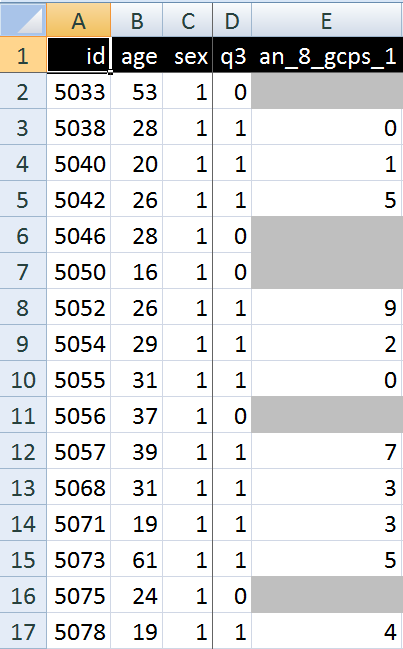 A B C D E
1 id age sex q3 an_8_gcps_1
2 5033 53 1 0
3 5038 28 1 1 0
4 5040 20 1 1 1
5 5042 26 1 1 5
6 5046 28 1 0
7 5050 16 1 0
8 5052 26 1 1 9
9 5054 29 1 1 2
10 5055 31 1 1 0
11 5056 37 1 0
12 5057 39 1 1 7
13 5068 31 1 1 3
14 5071 19 1 1 3
15 5073 61 1 1 5
16 5075 24 1 0
17 5078 19 1 1 4